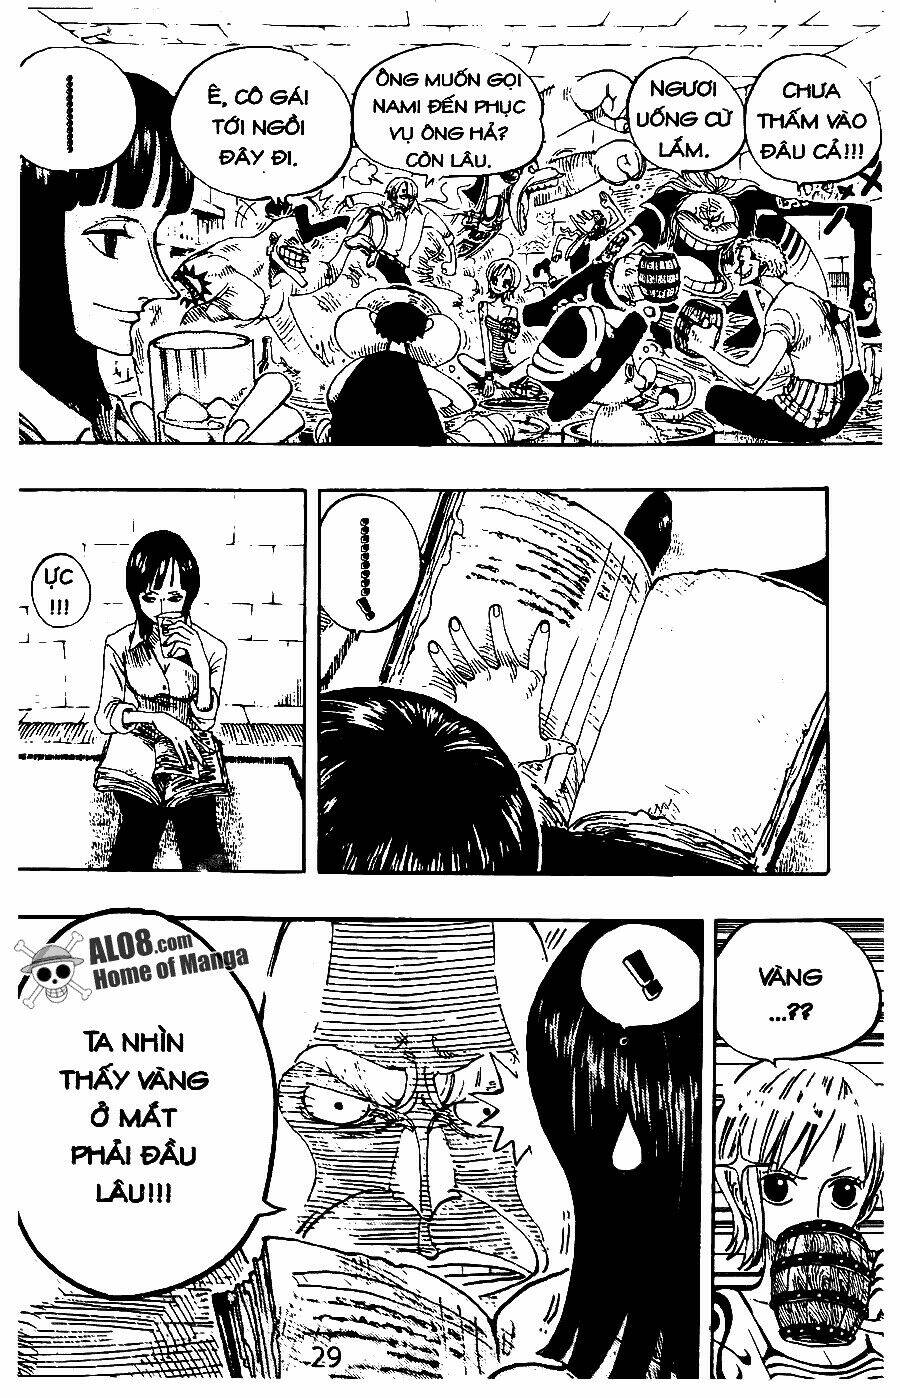 Ê, CÔ GÁI
TỚI NGỒI
ĐÂY ĐI.
ÔNG MUỐN GỌI
NAMI ĐẾN PHỤC
VỤ ÔNG HẢ?
CÒN LÂU.
NGƯƠI
UỐNG CỪ
LẮM.
CHƯA
THẤM VÀO
ĐÂU CẢ!!!
ỰC
!!!
!
ALO8.com
Home of Manga
TA NHÌN
THẤY VÀNG
Ở MẮT
PHẢI ĐẦU
LÂU!!!
!
VÀNG
...??
29